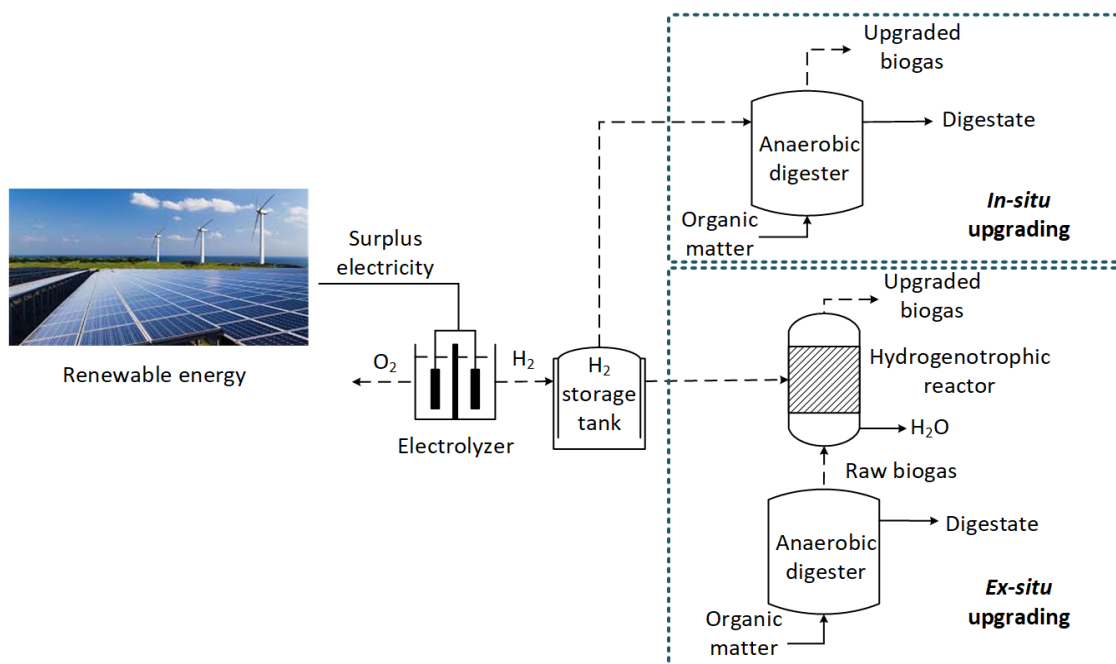 Surplus
electricity
Renewable energy
O₂
H₂
Electrolyzer
H₂
storage
tank
Upgraded
biogas
Anaerobic
digester
Digestate
Organic
matter
In-situ
upgrading
Upgraded
biogas
Hydrogenotrophic
reactor
H₂O
Raw biogas
Anaerobic
digester
Digestate
Organic
matter
Ex-situ
upgrading